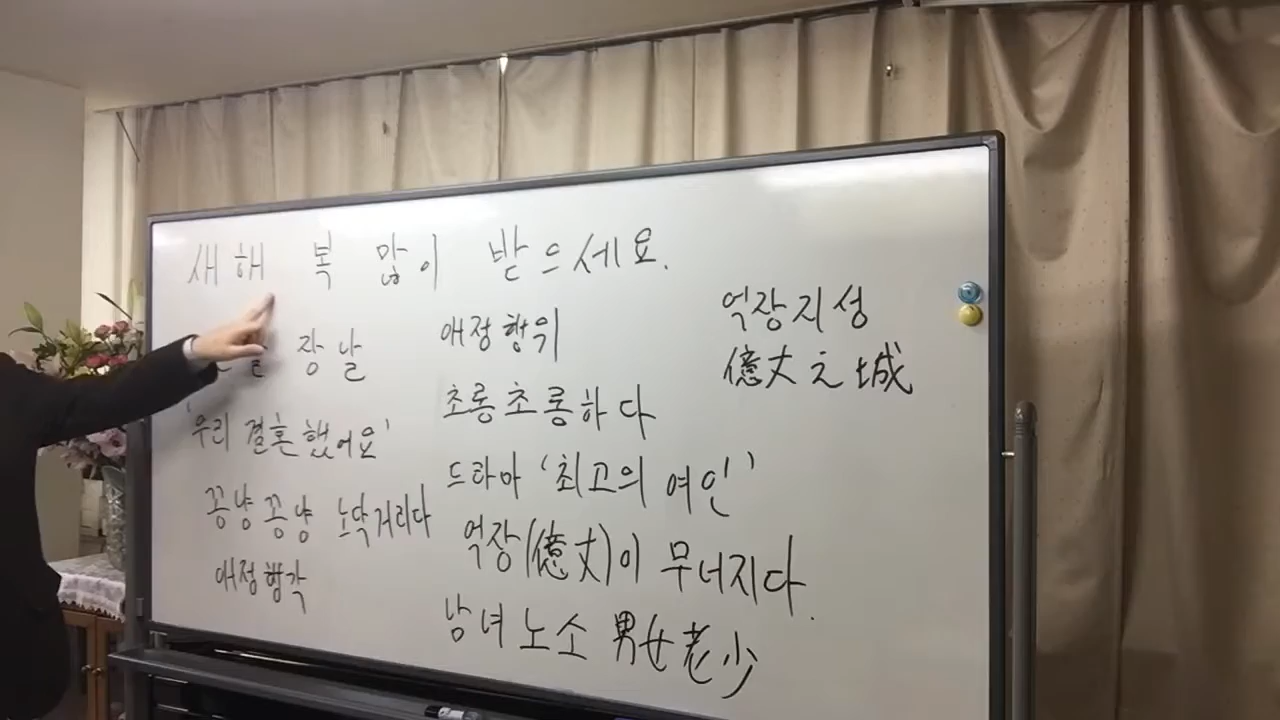 새해 복 많이 받으세요.
장날
'우리 결혼했어요'
꽁냥꽁냥 노닥거리다
애정행각
애정행위
초롱초롱하다
드라마 '최고의 여인'
억장(億丈)이 무너지다.
남녀노소 男女老少
억장지성
億丈之城